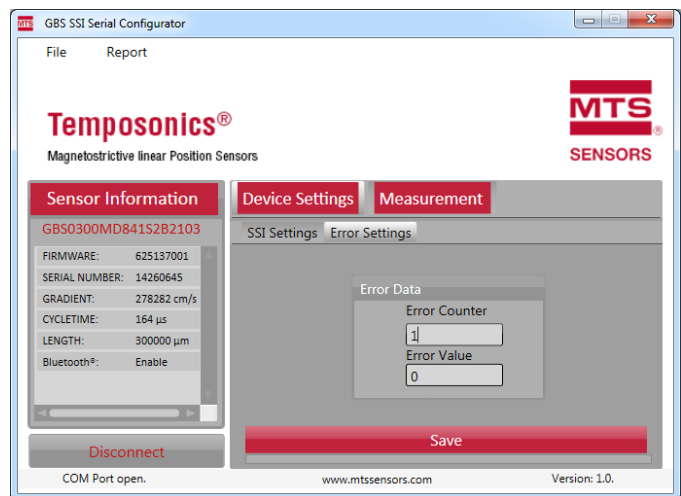 MTS GBS SSI Serial Configurator
File Report
Temposonics®
Magnetostrictive linear Position Sensors
MTS®
SENSORS
Sensor Information
GBS0300MD841S2B2103
FIRMWARE: 625137001
SERIAL NUMBER: 14260645
GRADIENT: 278282 cm/s
CYCLETIME: 164 µs
LENGTH: 300000 µm
Bluetooth®: Enable
Disconnect
Device Settings Measurement
SSI Settings Error Settings
Error Data
Error Counter
1
Error Value
0
Save
COM Port open. www.mtssensors.com Version: 1.0.